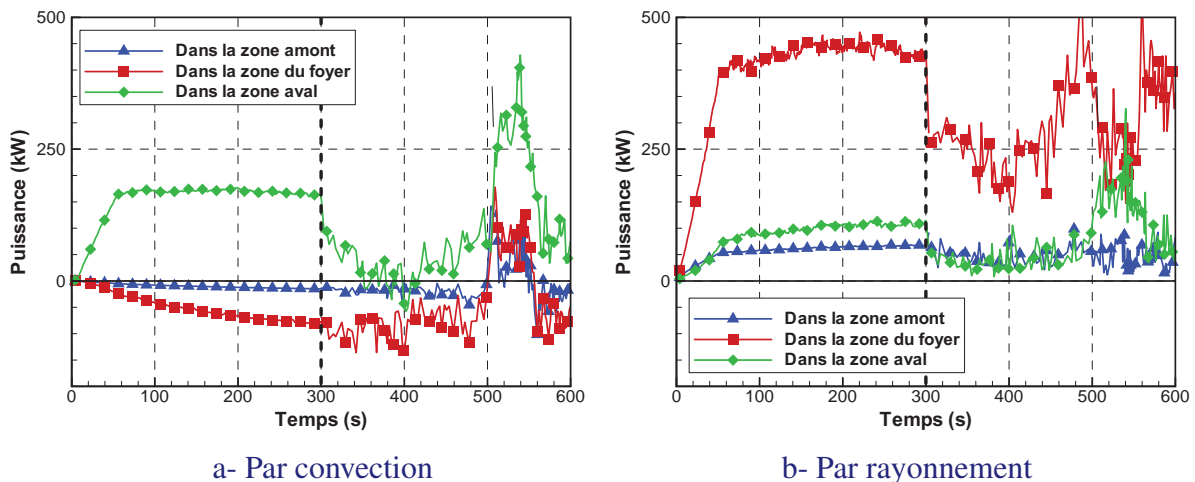 500
250
0
Puissance (kW)
Dans la zone amont
Dans la zone du foyer
Dans la zone aval
0 100 200 300 400 500 600
Temps (s)
a- Par convection
500
250
0
Puissance (kW)
Dans la zone amont
Dans la zone du foyer
Dans la zone aval
0 100 200 300 400 500 600
Temps (s)
b- Par rayonnement